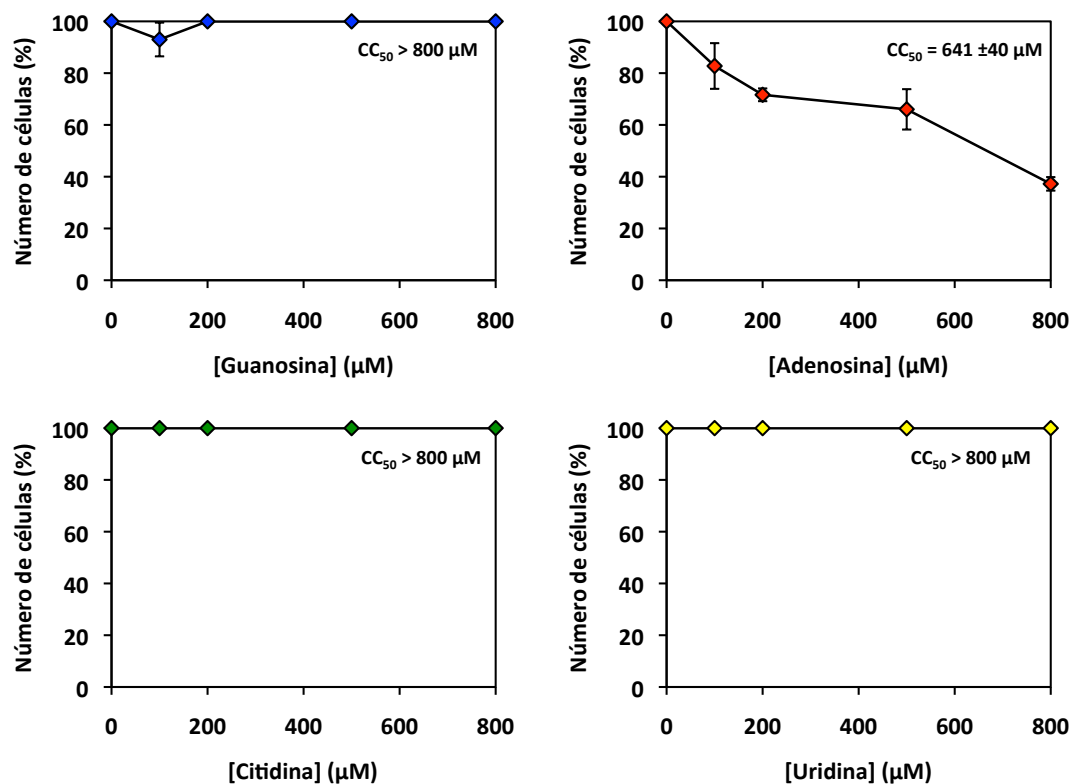 100
80
60
40
20
0
Número de células (%)
CC₅₀ > 800 µM
0 200 400 600 800
[Guanosina] (µM)
100
80
60
40
20
0
Número de células (%)
CC₅₀ = 641 ±40 µM
0 200 400 600 800
[Adenosina] (µM)
100
80
60
40
20
0
Número de células (%)
CC₅₀ > 800 µM
0 200 400 600 800
[Citidina] (µM)
100
80
60
40
20
0
Número de células (%)
CC₅₀ > 800 µM
0 200 400 600 800
[Uridina] (µM)